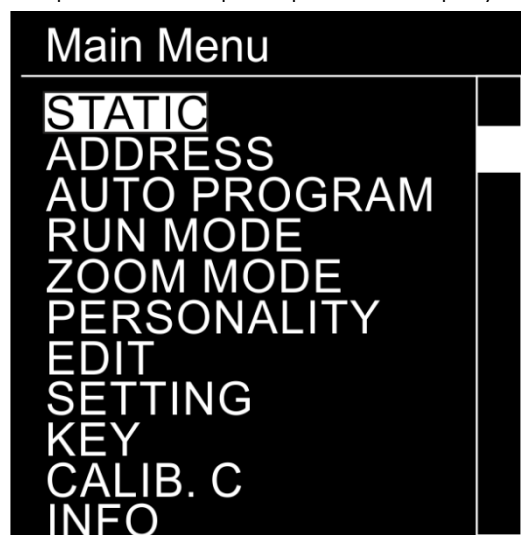 Main Menu
STATIC
ADDRESS
AUTO PROGRAM
RUN MODE
ZOOM MODE
PERSONALITY
EDIT
SETTING
KEY
CALIB. C
INFO